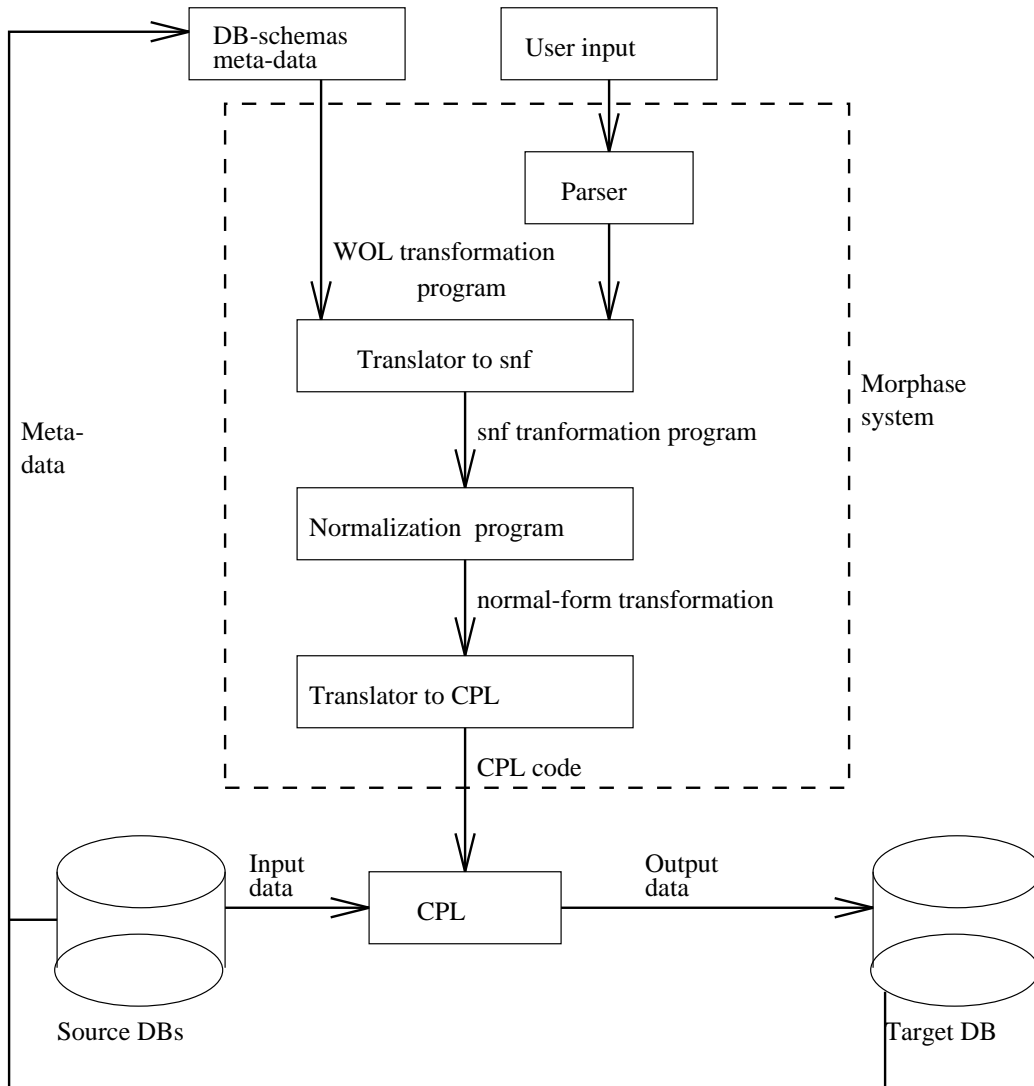 DB-schemas
meta-data
User input
Parser
WOL transformation
program
Translator to snf
Morphase
system
Meta-
data
snf tranformation program
Normalization program
normal-form transformation
Translator to CPL
CPL code
Input
data
Output
data
CPL
Source DBs
Target DB